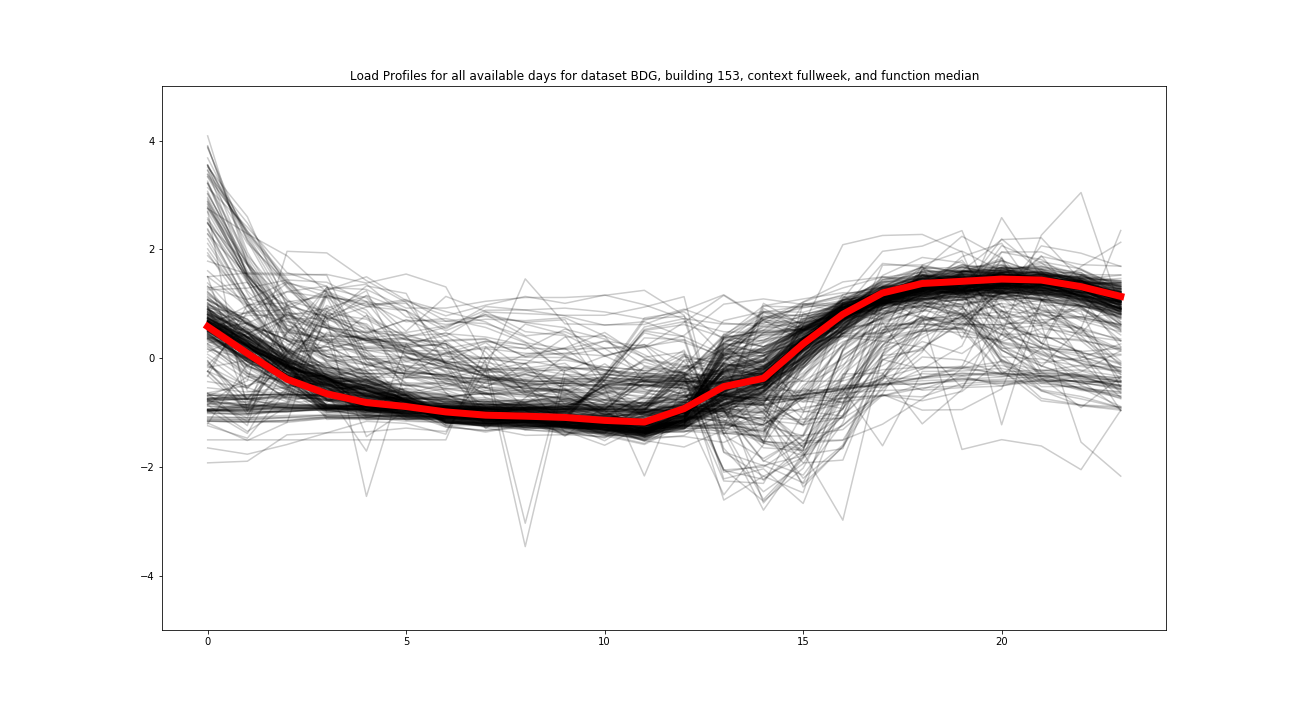 Load Profiles for all available days for dataset BDG, building 153, context fullweek, and function median
4
2
0
−2
−4
0 5 10 15 20